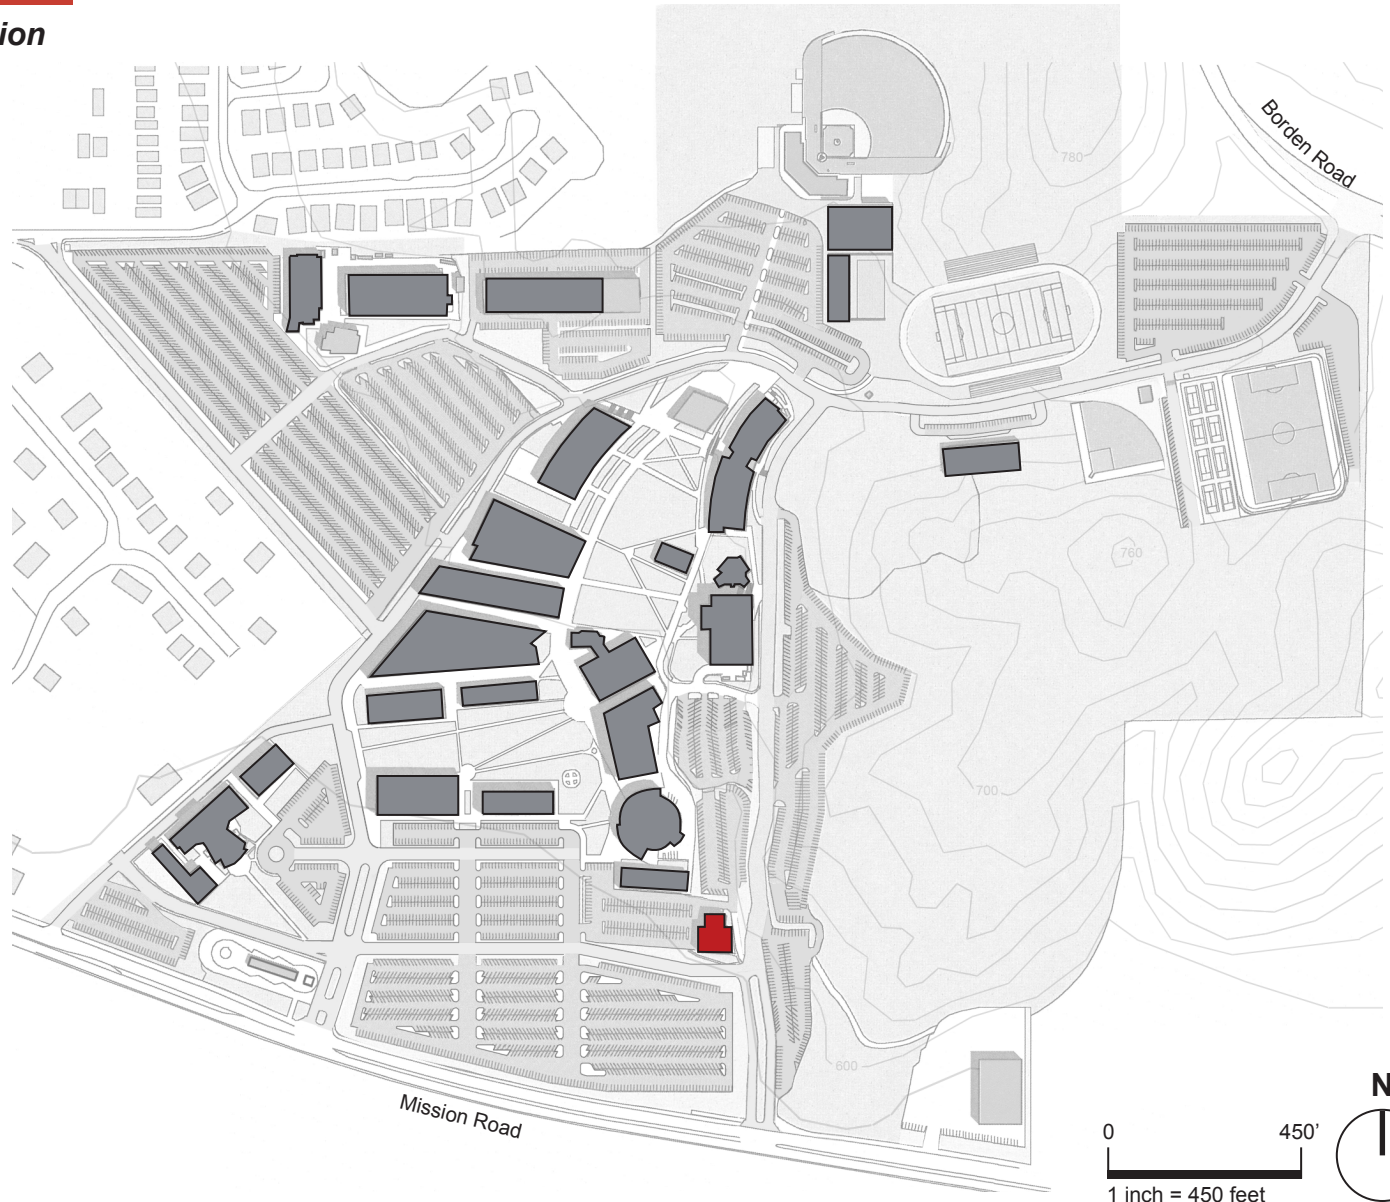 ion
Borden Road
780
760
700
600
Mission Road
N
0 450’
1 inch = 450 feet